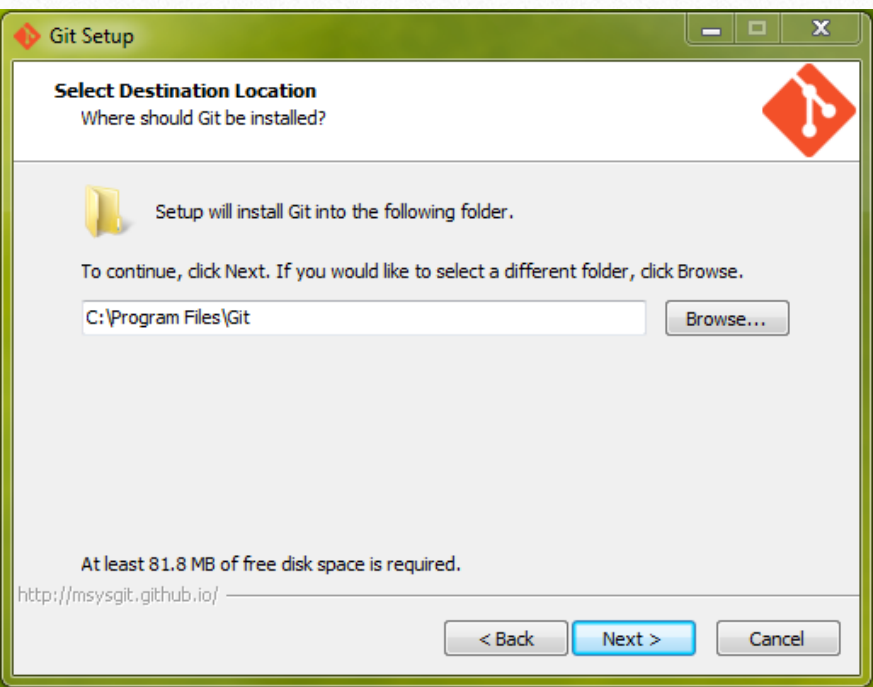 Git Setup
Select Destination Location
Where should Git be installed?
Setup will install Git into the following folder.
To continue, click Next. If you would like to select a different folder, click Browse.
C:\Program Files\Git
Browse...
At least 81.8 MB of free disk space is required.
http://msysgit.github.io/
< Back
Next >
Cancel